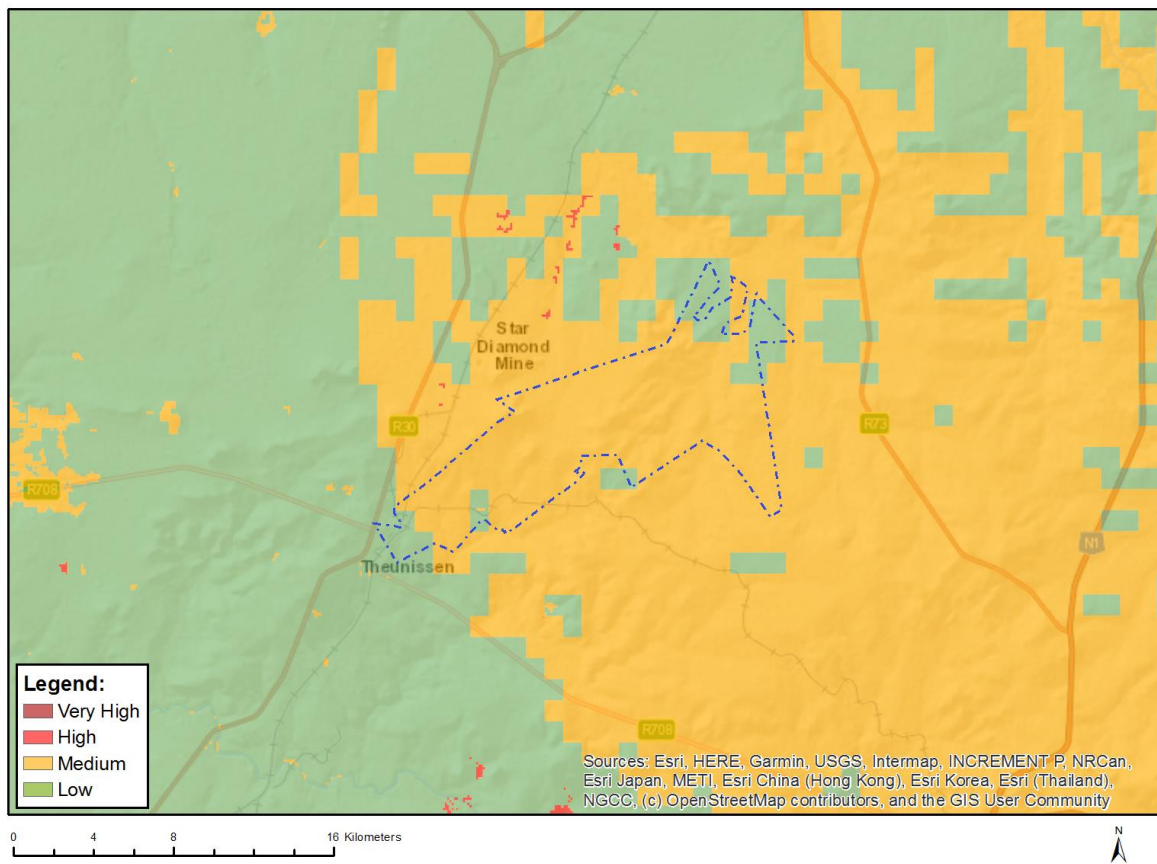 Star
Diamond
Mine
R30
R73
R708
N1
Theunissen
R708
Legend:
Very High
High
Medium
Low
Sources: Esri, HERE, Garmin, USGS, Intermap, INCREMENT P, NRCan,
Esri Japan, METI, Esri China (Hong Kong), Esri Korea, Esri (Thailand),
NGCC, (c) OpenStreetMap contributors, and the GIS User Community
0 4 8 16 Kilometers
N